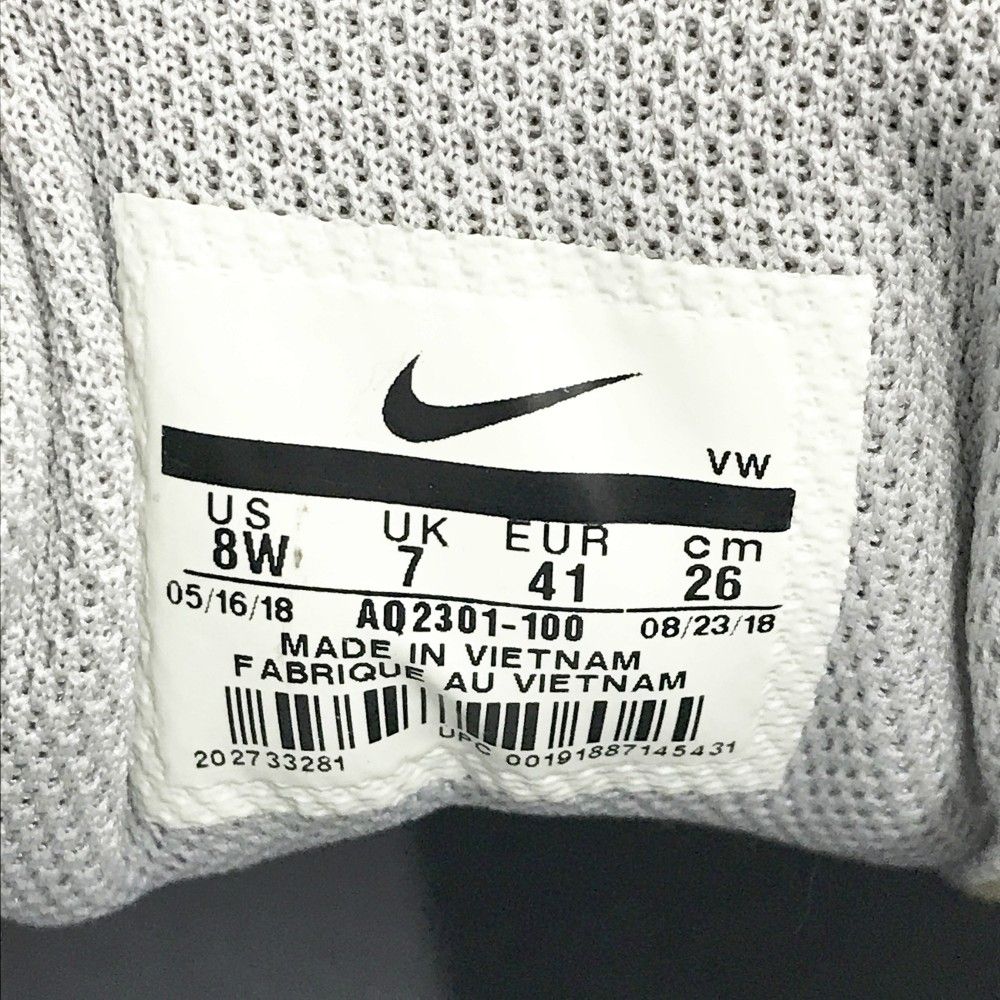 VW
US UK EUR cm
8W 7 41 26
05/16/18 AQ2301-100 08/23/18
MADE IN VIETNAM
FABRIQUE AU VIETNAM
UPC
202733281 00191887145431